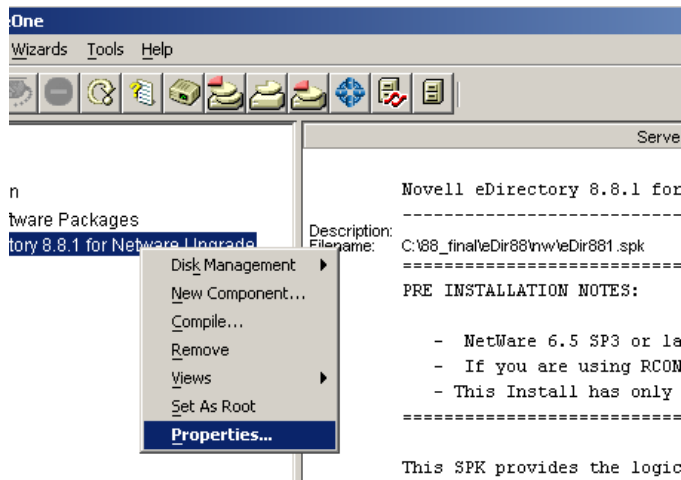 :One
Wizards Tools Help
Serve
n
tware Packages
tory 8.8.1 for Netware Upgrade
Disk Management
New Component...
Compile...
Remove
Views
Set As Root
Properties...
Novell eDirectory 8.8.1 for
--------------------------
Description:
Filename: C:\88_final\eDir88\nw\eDir881.spk
==========================
PRE INSTALLATION NOTES:
- NetWare 6.5 SP3 or la
- If you are using RCON
- This Install has only
==========================
This SPK provides the logic